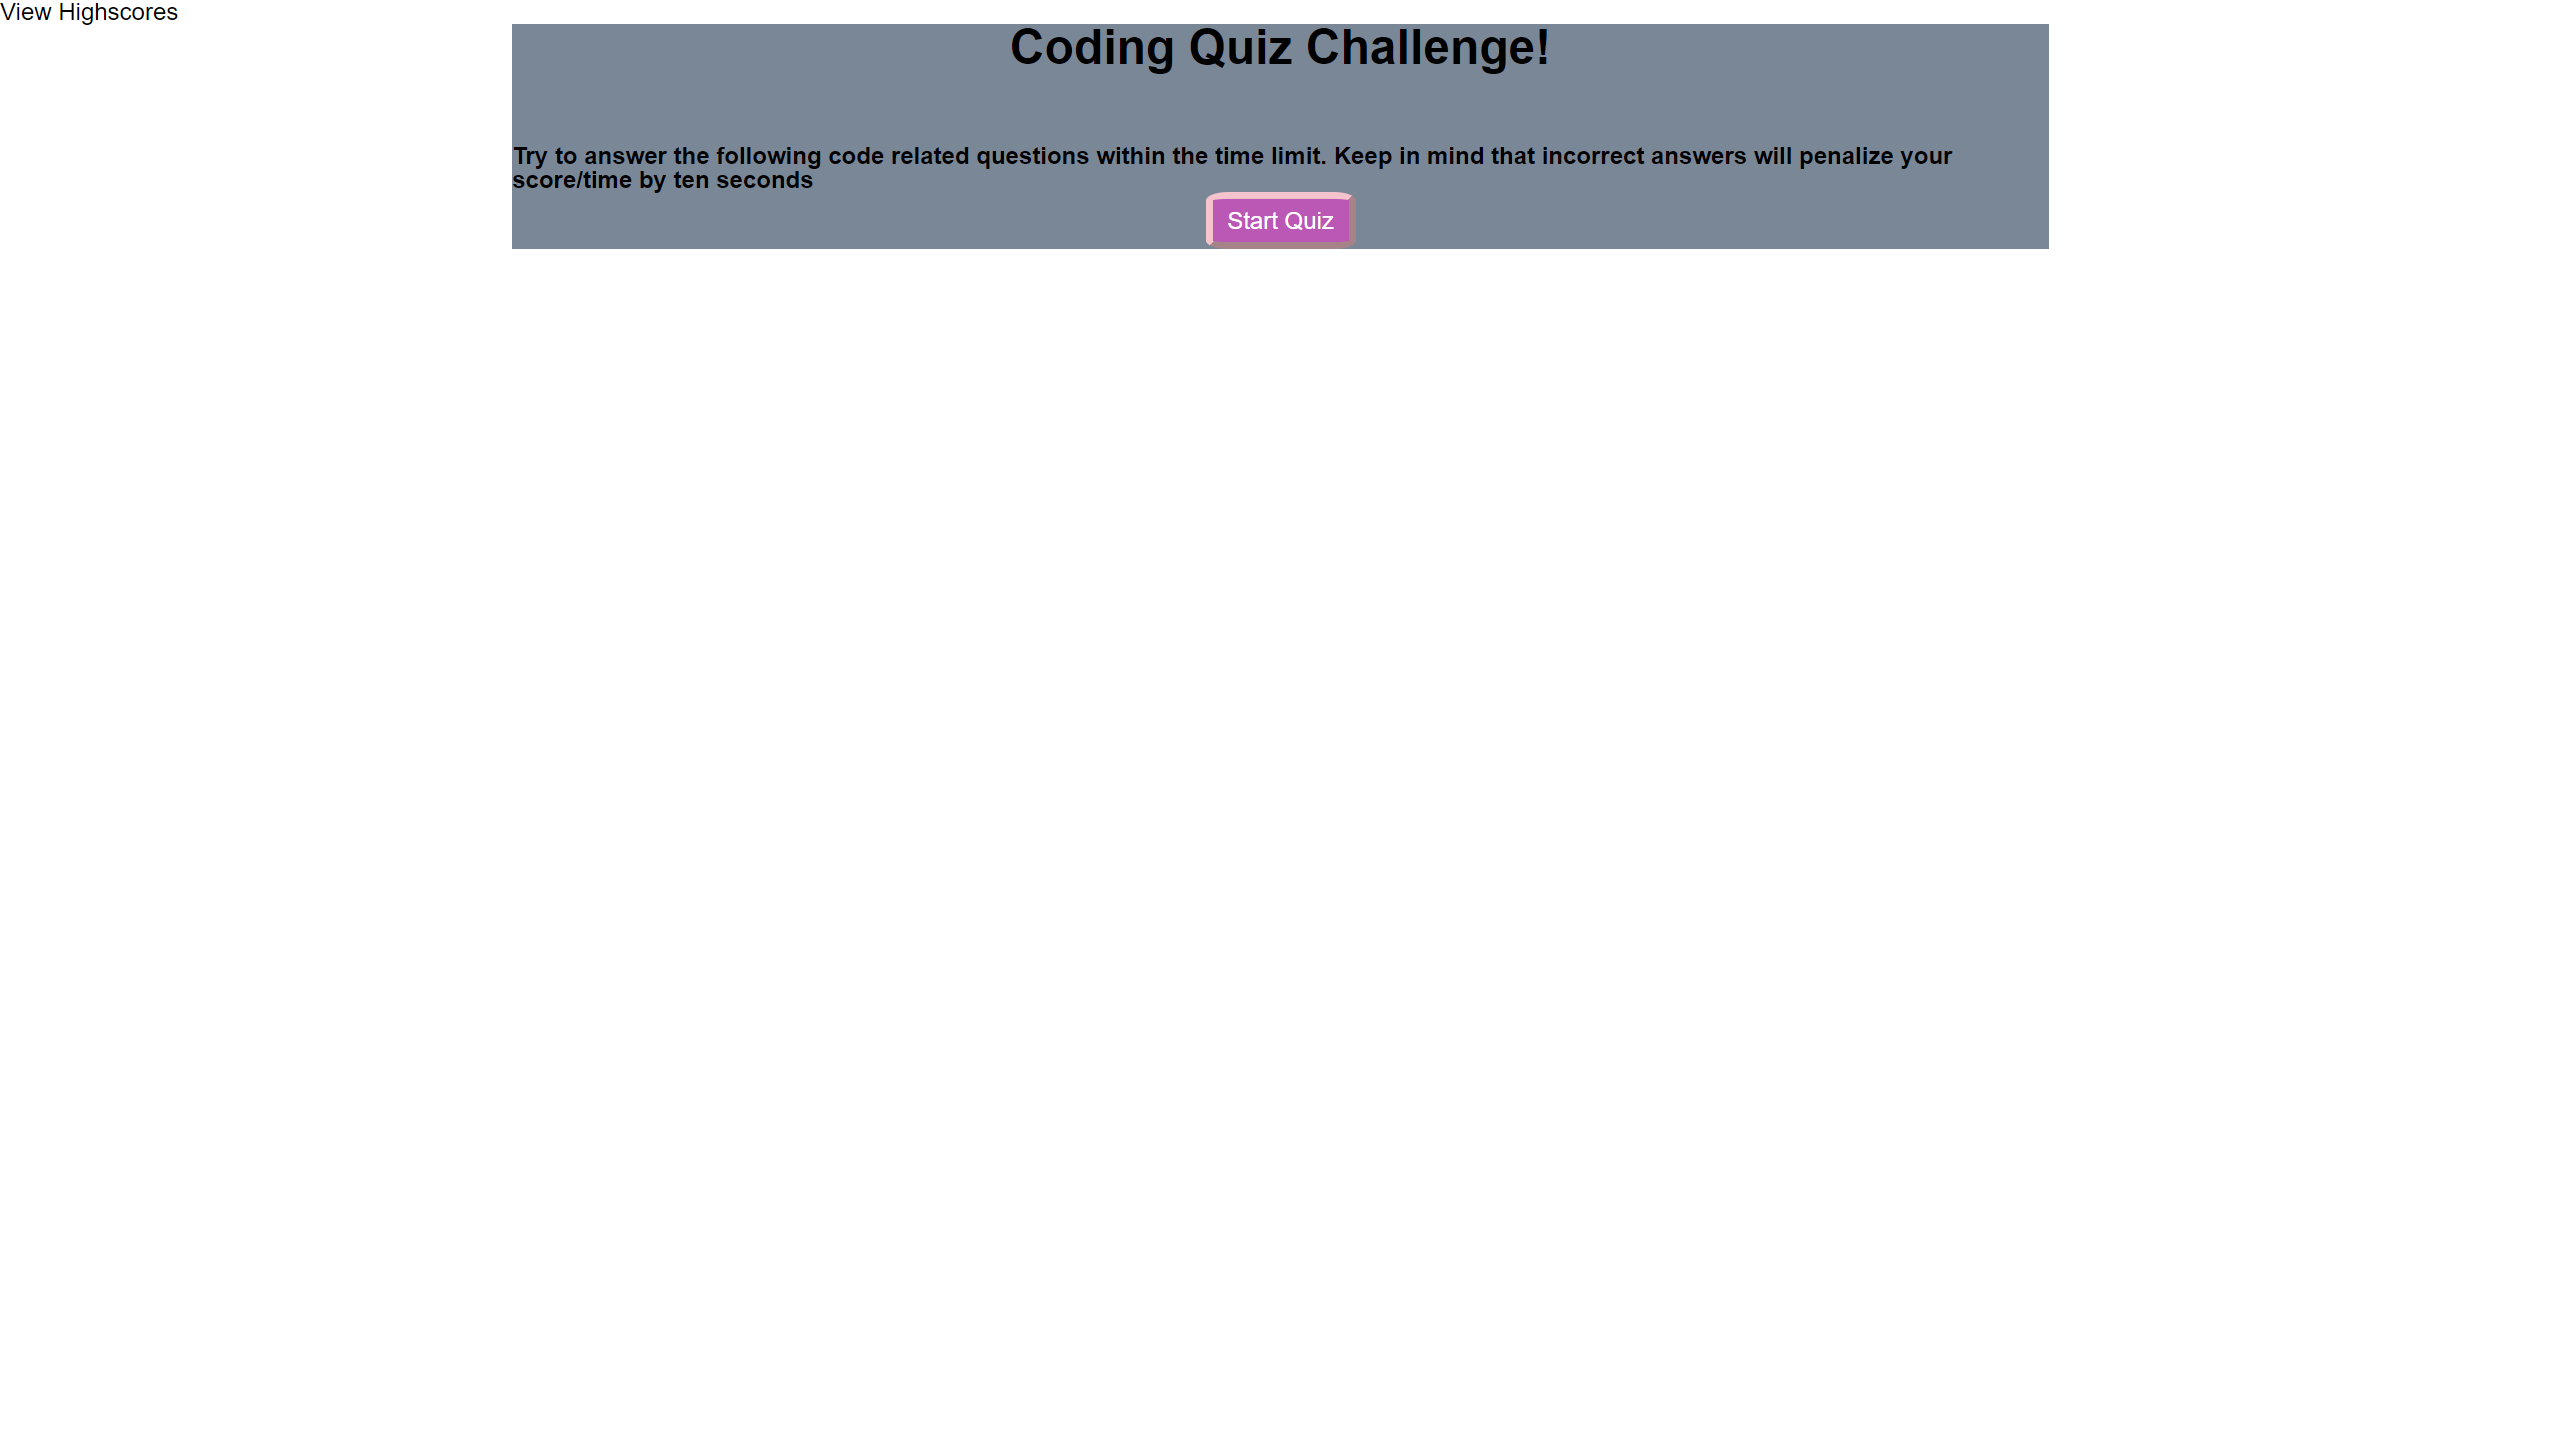 View Highscores
Coding Quiz Challenge!
Try to answer the following code related questions within the time limit. Keep in mind that incorrect answers will penalize your
score/time by ten seconds
Start Quiz